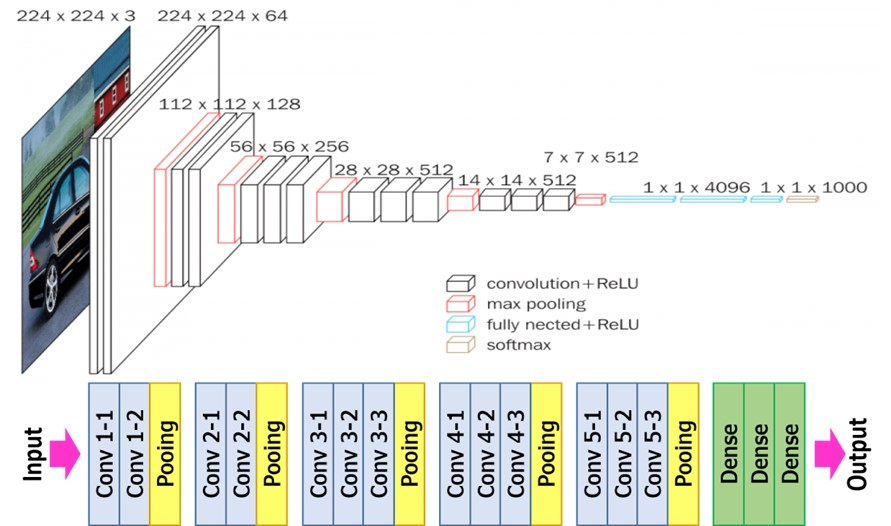 224 x 224 x 3
224 x 224 x 64
112 x 112 x 128
56 x 56 x 256
28 x 28 x 512
14 x 14 x 512
7 x 7 x 512
1 x 1 x 4096
1 x 1 x 1000
convolution+ReLU
max pooling
fully nected+ReLU
softmax
Input
Conv 1-1
Conv 1-2
Pooing
Conv 2-1
Conv 2-2
Pooing
Conv 3-1
Conv 3-2
Conv 3-3
Pooing
Conv 4-1
Conv 4-2
Conv 4-3
Pooing
Conv 5-1
Conv 5-2
Conv 5-3
Pooing
Dense
Dense
Dense
Output